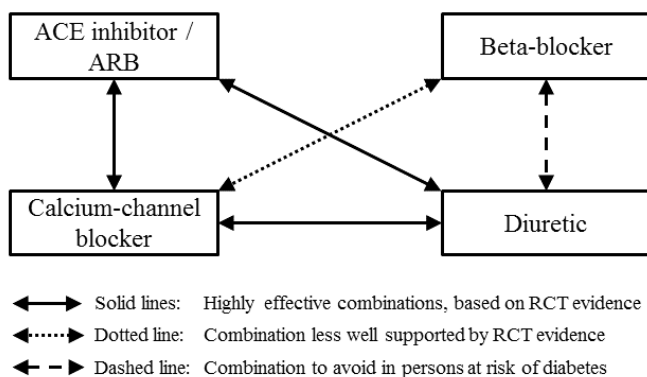 ACE inhibitor /
ARB
Beta-blocker
Calcium-channel
blocker
Diuretic
Solid lines: Highly effective combinations, based on RCT evidence
Dotted line: Combination less well supported by RCT evidence
Dashed line: Combination to avoid in persons at risk of diabetes